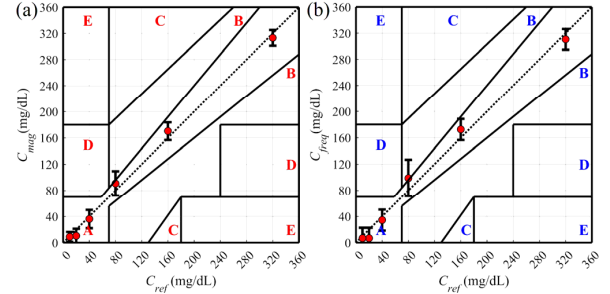 (a)
E C B
B
D
D
A C E
360
320
280
240
200
160
120
80
40
0
C_mag (mg/dL)
0 40 80 120 160 200 240 280 320 360
C_ref (mg/dL)
(b)
E C B
B
D
D
A C E
360
320
280
240
200
160
120
80
40
0
C_freq (mg/dL)
0 40 80 120 160 200 240 280 320 360
C_ref (mg/dL)